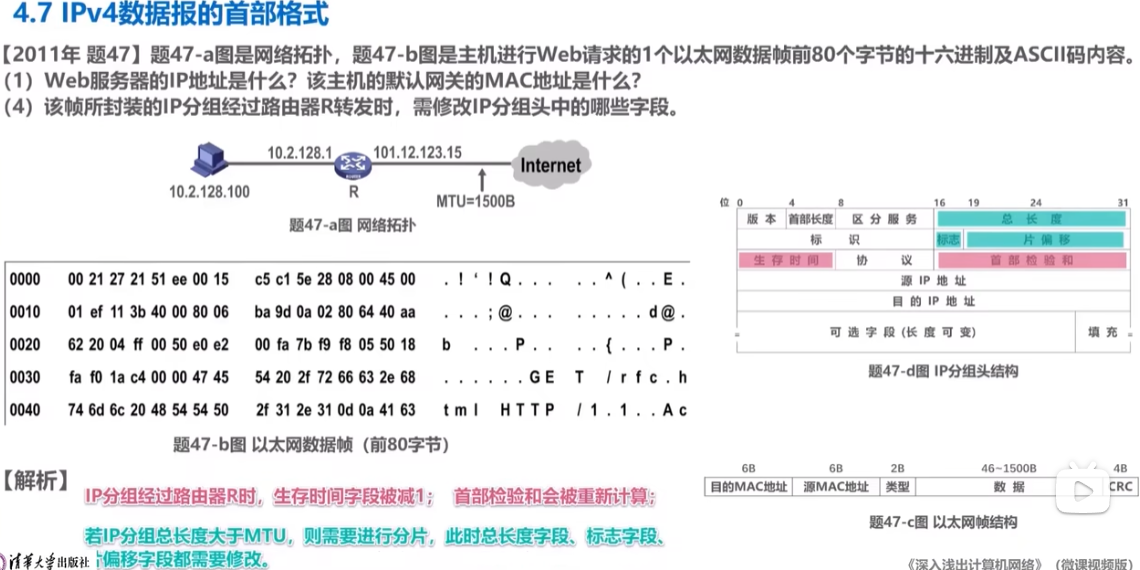 4.7 IPv4数据报的首部格式
【2011年 题47】题47-a图是网络拓扑，题47-b图是主机进行Web请求的1个以太网数据帧前80个字节的十六进制及ASCII码内容。
（1）Web服务器的IP地址是什么？该主机的默认网关的MAC地址是什么？
（4）该帧所封装的IP分组经过路由器R转发时，需修改IP分组头中的哪些字段。
10.2.128.1 101.12.123.15
Internet
10.2.128.100 R MTU=1500B
题47-a图 网络拓扑
0000 00 21 27 21 51 ee 00 15 c5 c1 5e 28 08 00 45 00 . ! ‘ ! Q . . . . . ^ ( . . E .
0010 01 ef 11 3b 40 00 80 06 ba 9d 0a 02 80 64 40 aa . . . ; @ . . . . . . . . d @ .
0020 62 20 04 ff 00 50 e0 e2 00 fa 7b f9 f8 05 50 18 b . . . P . . . . { . . . P .
0030 fa f0 1a c4 00 00 47 45 54 20 2f 72 66 63 2e 68 . . . . . . G E T / r f c . h
0040 74 6d 6c 20 48 54 54 50 2f 31 2e 31 0d 0a 41 63 t m l H T T P / 1 . 1 . . A c
题47-b图 以太网数据帧（前80字节）
位 0 4 8 16 19 24 31
版 本 首部长度 区 分 服 务 总 长 度
标 识 标志 片 偏 移
生 存 时 间 协 议 首 部 检 验 和
源 IP 地 址
目 的 IP 地 址
可 选 字 段 (长 度 可 变) 填 充
题47-d图 IP分组头结构
6B 6B 2B 46~1500B 4B
目的MAC地址 源MAC地址 类型 数 据 CRC
题47-c图 以太网帧结构
【解析】
IP分组经过路由器R时，生存时间字段被减1； 首部检验和会被重新计算；
若IP分组总长度大于MTU，则需要进行分片，此时总长度字段、标志字段、
片偏移字段都需要修改。
清华大学出版社
《深入浅出计算机网络》（微课视频版）